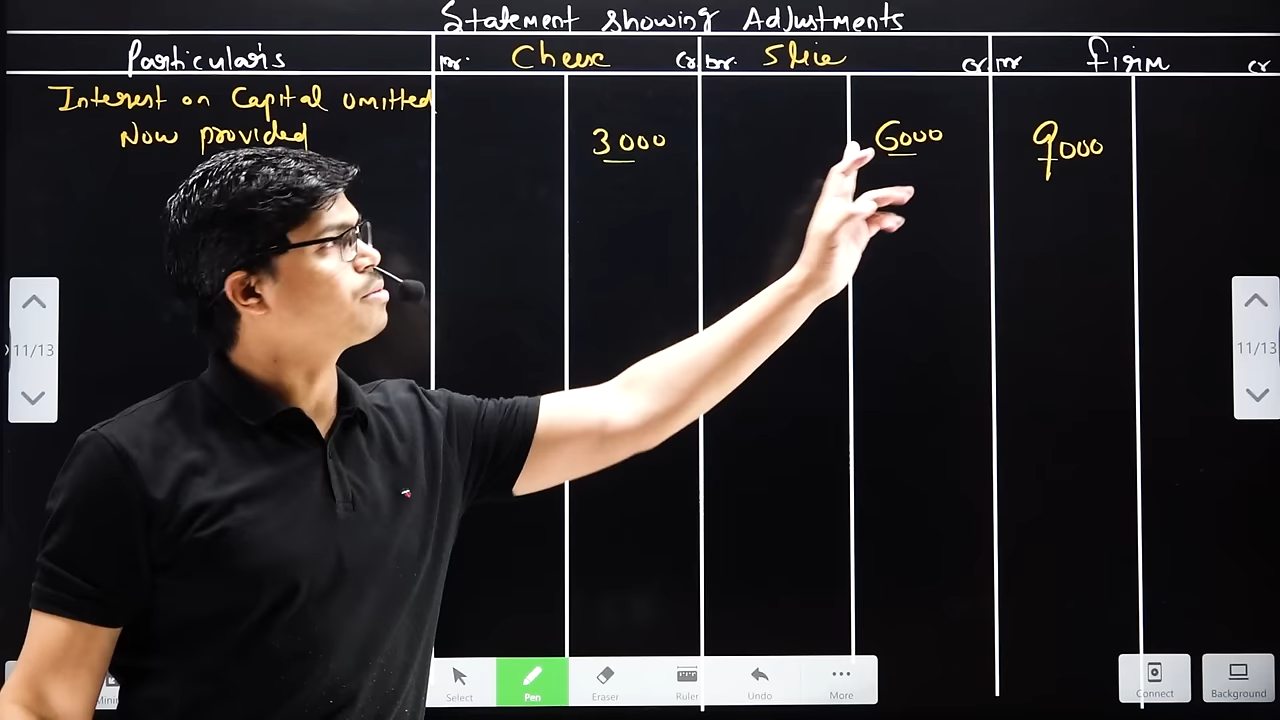 Statement showing Adjustments
Particulars Dr. Cheese Cr Dr. Slice Cr Dr firm cr
Interest on Capital omitted
Now provided 3000 6000 9000
11/13
11/13
Select Pen Eraser Ruler Undo More Connect Background